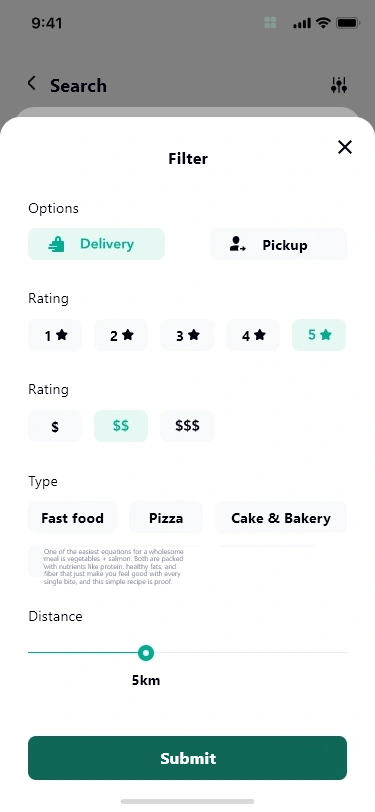 9:41
Search
Filter
Options
Delivery Pickup
Rating
1 2 3 4 5
Rating
$ $$ $$$
Type
Fast food Pizza Cake & Bakery
One of the easiest equations for a wholesome
meal is vegetables + salmon. Both are packed
with nutrients like protein, healthy fats, and
fiber that just make you feel good with every
single bite, and this simple recipe is proof.
Distance
5km
Submit